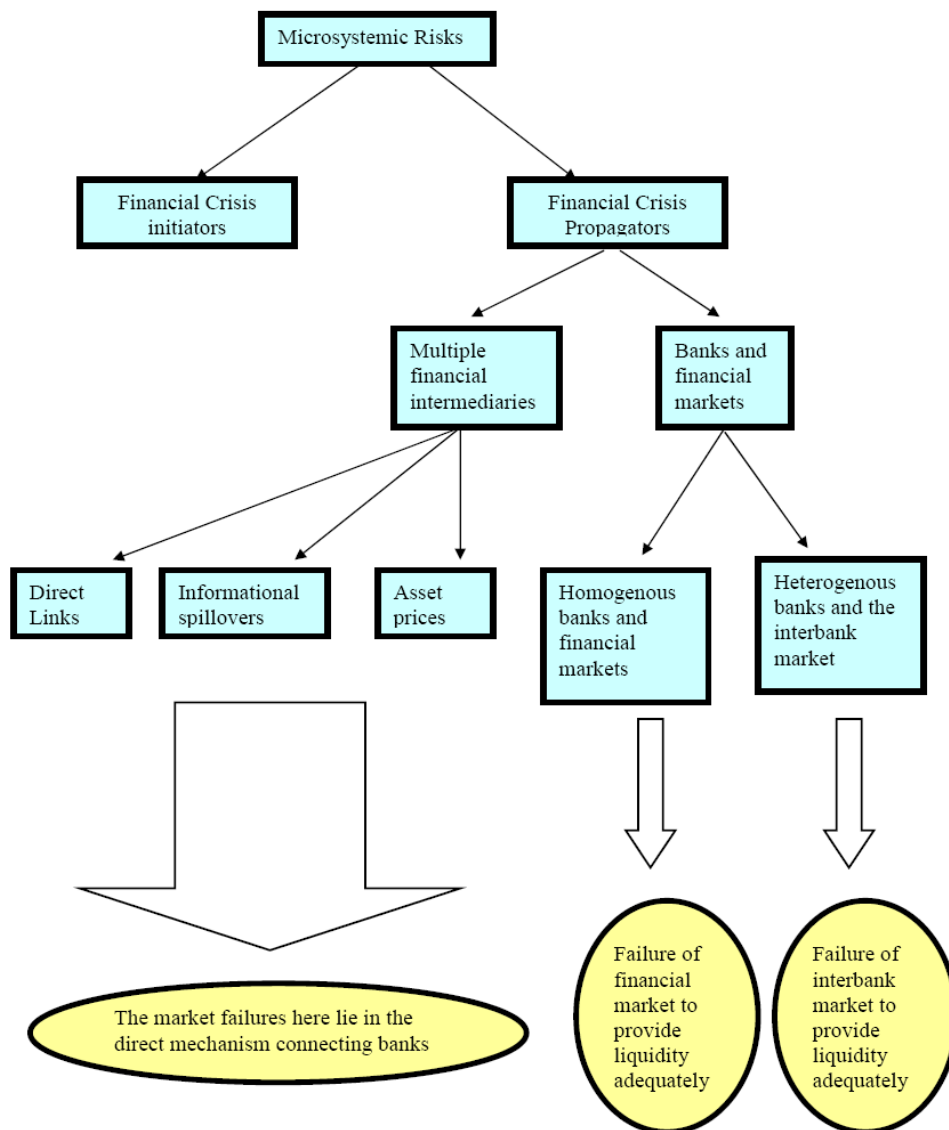 Microsystemic Risks
Financial Crisis
initiators
Financial Crisis
Propagators
Multiple
financial
intermediaries
Banks and
financial
markets
Direct
Links
Informational
spillovers
Asset
prices
Homogenous
banks and
financial
markets
Heterogenous
banks and the
interbank
market
The market failures here lie in the
direct mechanism connecting banks
Failure of
financial
market to
provide
liquidity
adequately
Failure of
interbank
market to
provide
liquidity
adequately